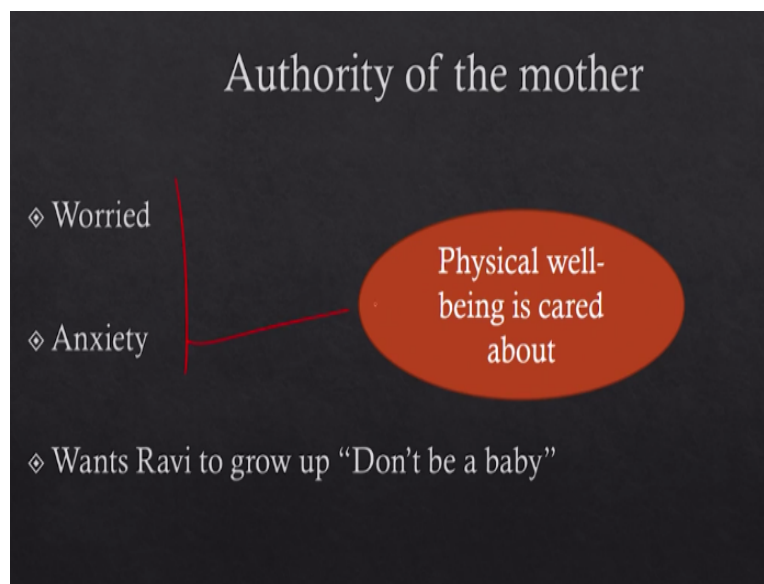 Authority of the mother
Worried
Physical well-
being is cared
about
Anxiety
Wants Ravi to grow up “Don’t be a baby”